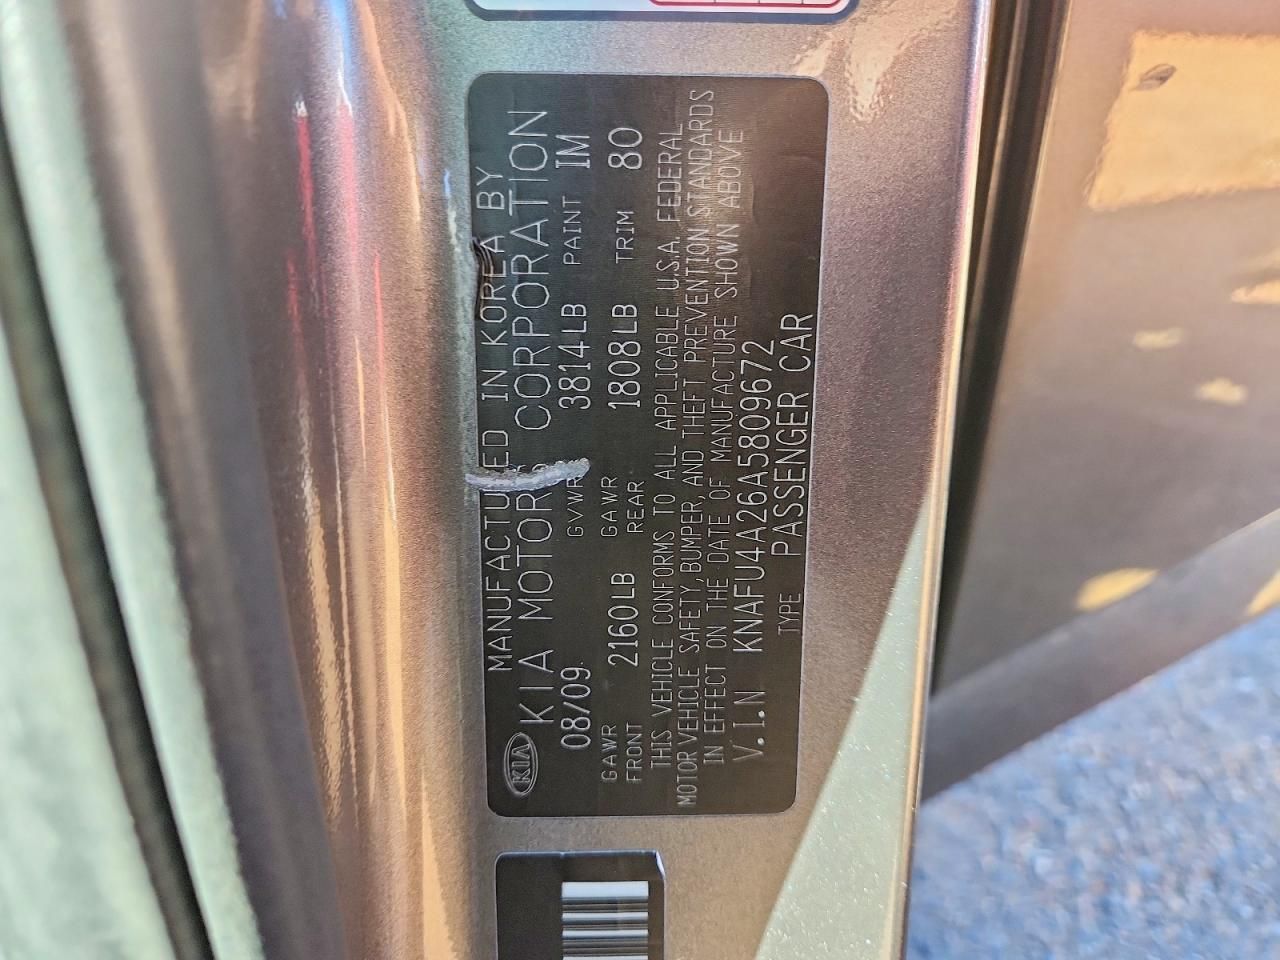 MANUFACTURED IN KOREA BY
KIA KIA MOTORS CORPORATION
08/09 GVWR 3814LB PAINT IM
GAWR FRONT 2160LB GAWR REAR 1808LB TRIM 80
THIS VEHICLE CONFORMS TO ALL APPLICABLE U.S.A. FEDERAL
MOTOR VEHICLE SAFETY, BUMPER, AND THEFT PREVENTION STANDARDS
IN EFFECT ON THE DATE OF MANUFACTURE SHOWN ABOVE
V.I.N KNAFU4A26A5809672
TYPE PASSENGER CAR